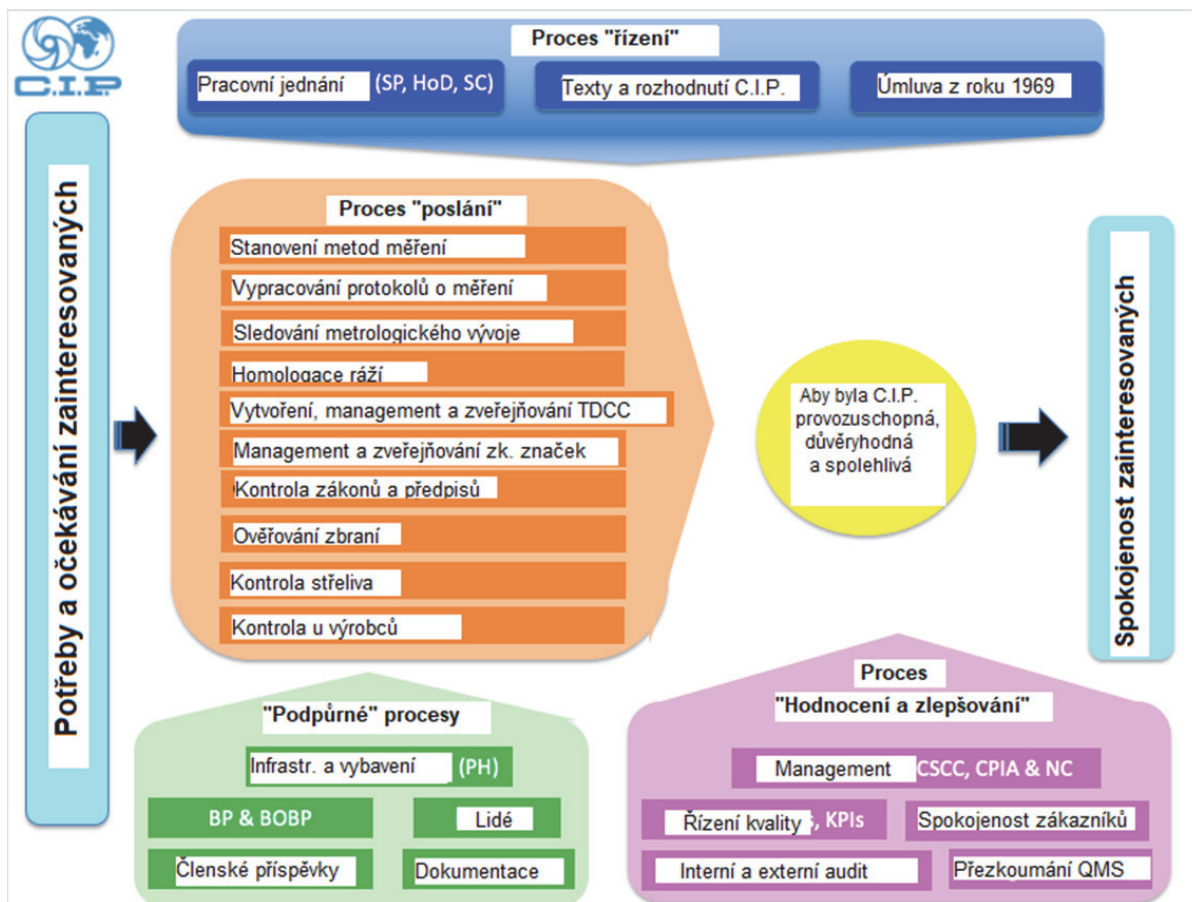 C.I.P.
Proces "řízení"
Pracovní jednání (SP, HoD, SC)
Texty a rozhodnutí C.I.P.
Úmluva z roku 1969
Potřeby a očekávání zainteresovaných
Proces "poslání"
Stanovení metod měření
Vypracování protokolů o měření
Sledování metrologického vývoje
Homologace ráží
Vytvoření, management a zveřejňování TDCC
Management a zveřejňování zk. značek
Kontrola zákonů a předpisů
Ověřování zbraní
Kontrola střeliva
Kontrola u výrobců
Aby byla C.I.P.
provozuschopná,
důvěryhodná
a spolehlivá
Spokojenost zainteresovaných
"Podpůrné" procesy
Infrastr. a vybavení (PH)
BP & BOBP
Lidé
Členské příspěvky
Dokumentace
Proces
"Hodnocení a zlepšování"
Management CSCC, CPIA & NC
Řízení kvality , KPIs
Spokojenost zákazníků
Interní a externí audit
Přezkoumání QMS